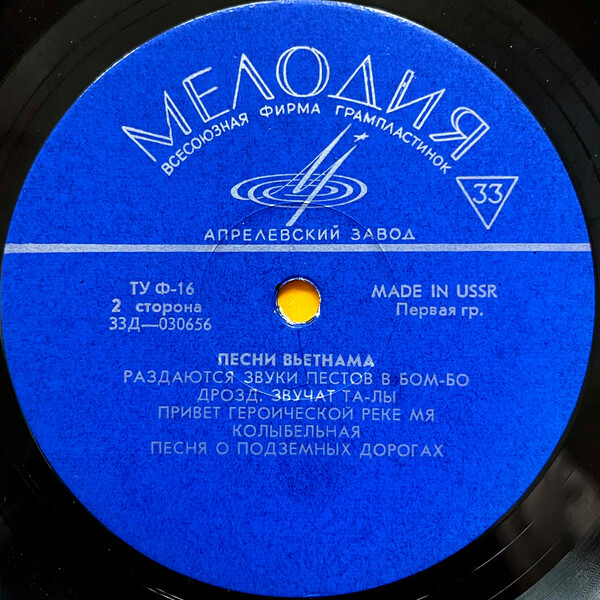 МЕЛОДИЯ
ВСЕСОЮЗНАЯ ФИРМА ГРАМПЛАСТИНОК
33
АПРЕЛЕВСКИЙ ЗАВОД
ТУ Ф-16
2 сторона
33Д—030656
MADE IN USSR
Первая гр.
ПЕСНИ ВЬЕТНАМА
РАЗДАЮТСЯ ЗВУКИ ПЕСТОВ В БОМ-БО
ДРОЗД. ЗВУЧАТ ТА-ЛЫ
ПРИВЕТ ГЕРОИЧЕСКОЙ РЕКЕ МЯ
КОЛЫБЕЛЬНАЯ
ПЕСНЯ О ПОДЗЕМНЫХ ДОРОГАХ